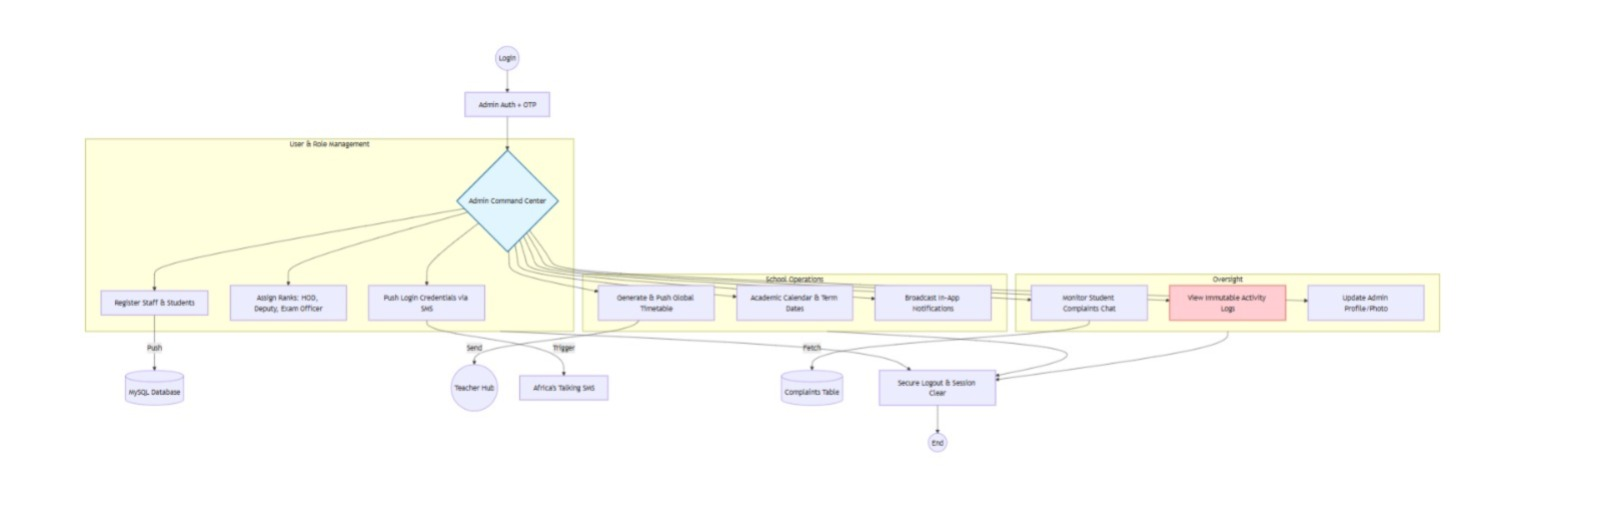 Login
Admin Auth + OTP
User & Role Management
Admin Command Center
School Operations
Oversight
Register Staff & Students
Assign Ranks: HOD,
Deputy, Exam Officer
Push Login Credentials via
SMS
Generate & Push Global
Timetable
Academic Calendar & Term
Dates
Broadcast In-App
Notifications
Monitor Student
Complaints Chat
View Immutable Activity
Logs
Update Admin
Profile/Photo
Push
Send
Trigger
Fetch
MySQL Database
Teacher Hub
Africa's Talking SMS
Complaints Table
Secure Logout & Session
Clear
End